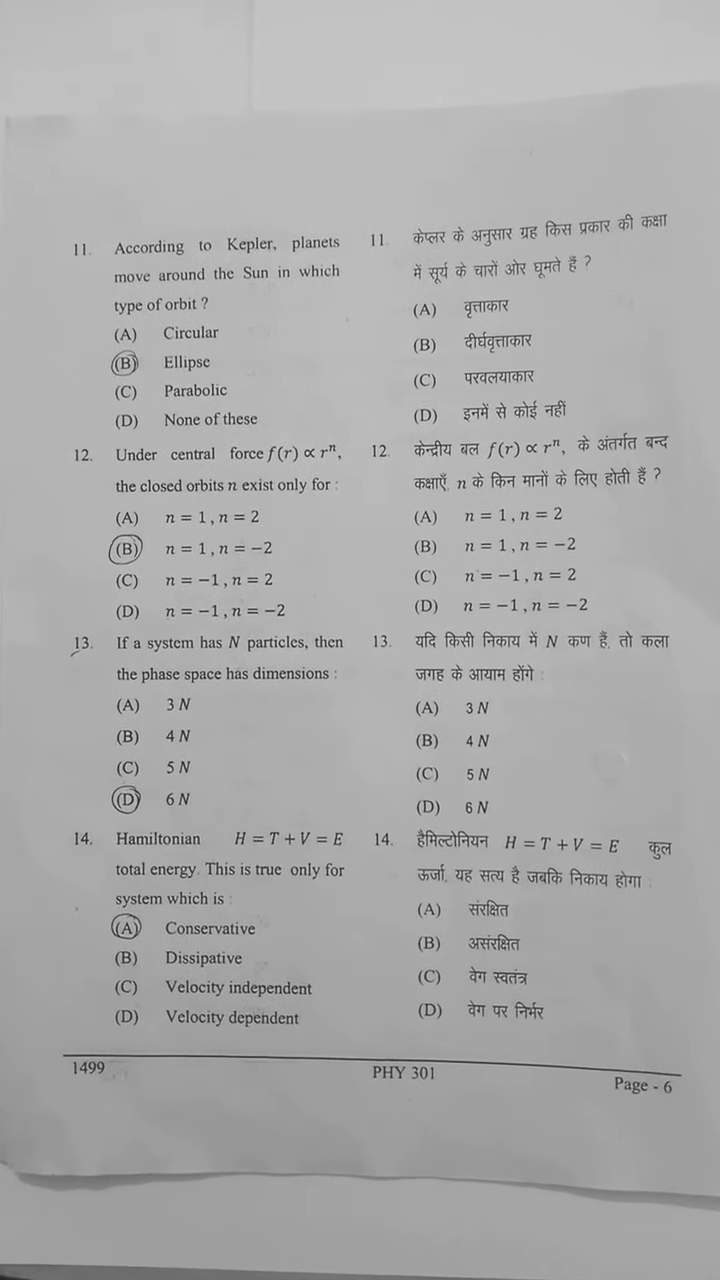 11. According to Kepler, planets
move around the Sun in which
type of orbit ?
(A) Circular
(B) Ellipse
(C) Parabolic
(D) None of these
12. Under central force f(r) ∝ rⁿ,
the closed orbits n exist only for :
(A) n = 1 , n = 2
(B) n = 1 , n = −2
(C) n = −1 , n = 2
(D) n = −1 , n = −2
13. If a system has N particles, then
the phase space has dimensions :
(A) 3 N
(B) 4 N
(C) 5 N
(D) 6 N
14. Hamiltonian H = T + V = E
total energy. This is true only for
system which is :
(A) Conservative
(B) Dissipative
(C) Velocity independent
(D) Velocity dependent
11. केप्लर के अनुसार ग्रह किस प्रकार की कक्षा
में सूर्य के चारों ओर घूमते हैं ?
(A) वृत्ताकार
(B) दीर्घवृत्ताकार
(C) परवलयाकार
(D) इनमें से कोई नहीं
12. केन्द्रीय बल f(r) ∝ rⁿ, के अंतर्गत बन्द
कक्षाएँ, n के किन मानों के लिए होती हैं ?
(A) n = 1 , n = 2
(B) n = 1 , n = −2
(C) n = −1 , n = 2
(D) n = −1 , n = −2
13. यदि किसी निकाय में N कण हैं, तो कला
जगह के आयाम होंगे :
(A) 3 N
(B) 4 N
(C) 5 N
(D) 6 N
14. हैमिल्टोनियन H = T + V = E कुल
ऊर्जा, यह सत्य है जबकि निकाय होगा :
(A) संरक्षित
(B) असंरक्षित
(C) वेग स्वतंत्र
(D) वेग पर निर्भर
1499 PHY 301 Page - 6